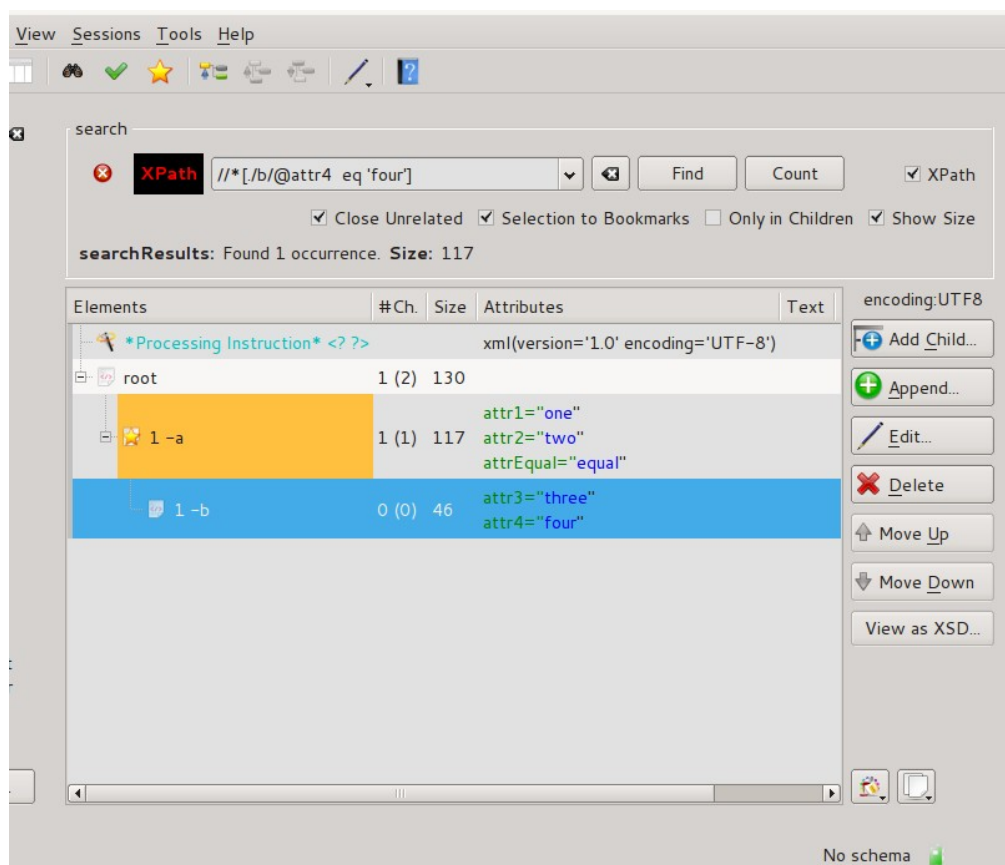 View Sessions Tools Help
search
XPath //*[./b/@attr4 eq 'four'] Find Count XPath
Close Unrelated Selection to Bookmarks Only in Children Show Size
searchResults: Found 1 occurrence. Size: 117
Elements #Ch. Size Attributes Text
encoding:UTF8
*Processing Instruction* <? ?> xml(version='1.0' encoding='UTF-8')
root 1 (2) 130
1 -a 1 (1) 117
attr1="one"
attr2="two"
attrEqual="equal"
1 -b 0 (0) 46
attr3="three"
attr4="four"
Add Child...
Append...
Edit...
Delete
Move Up
Move Down
View as XSD...
No schema